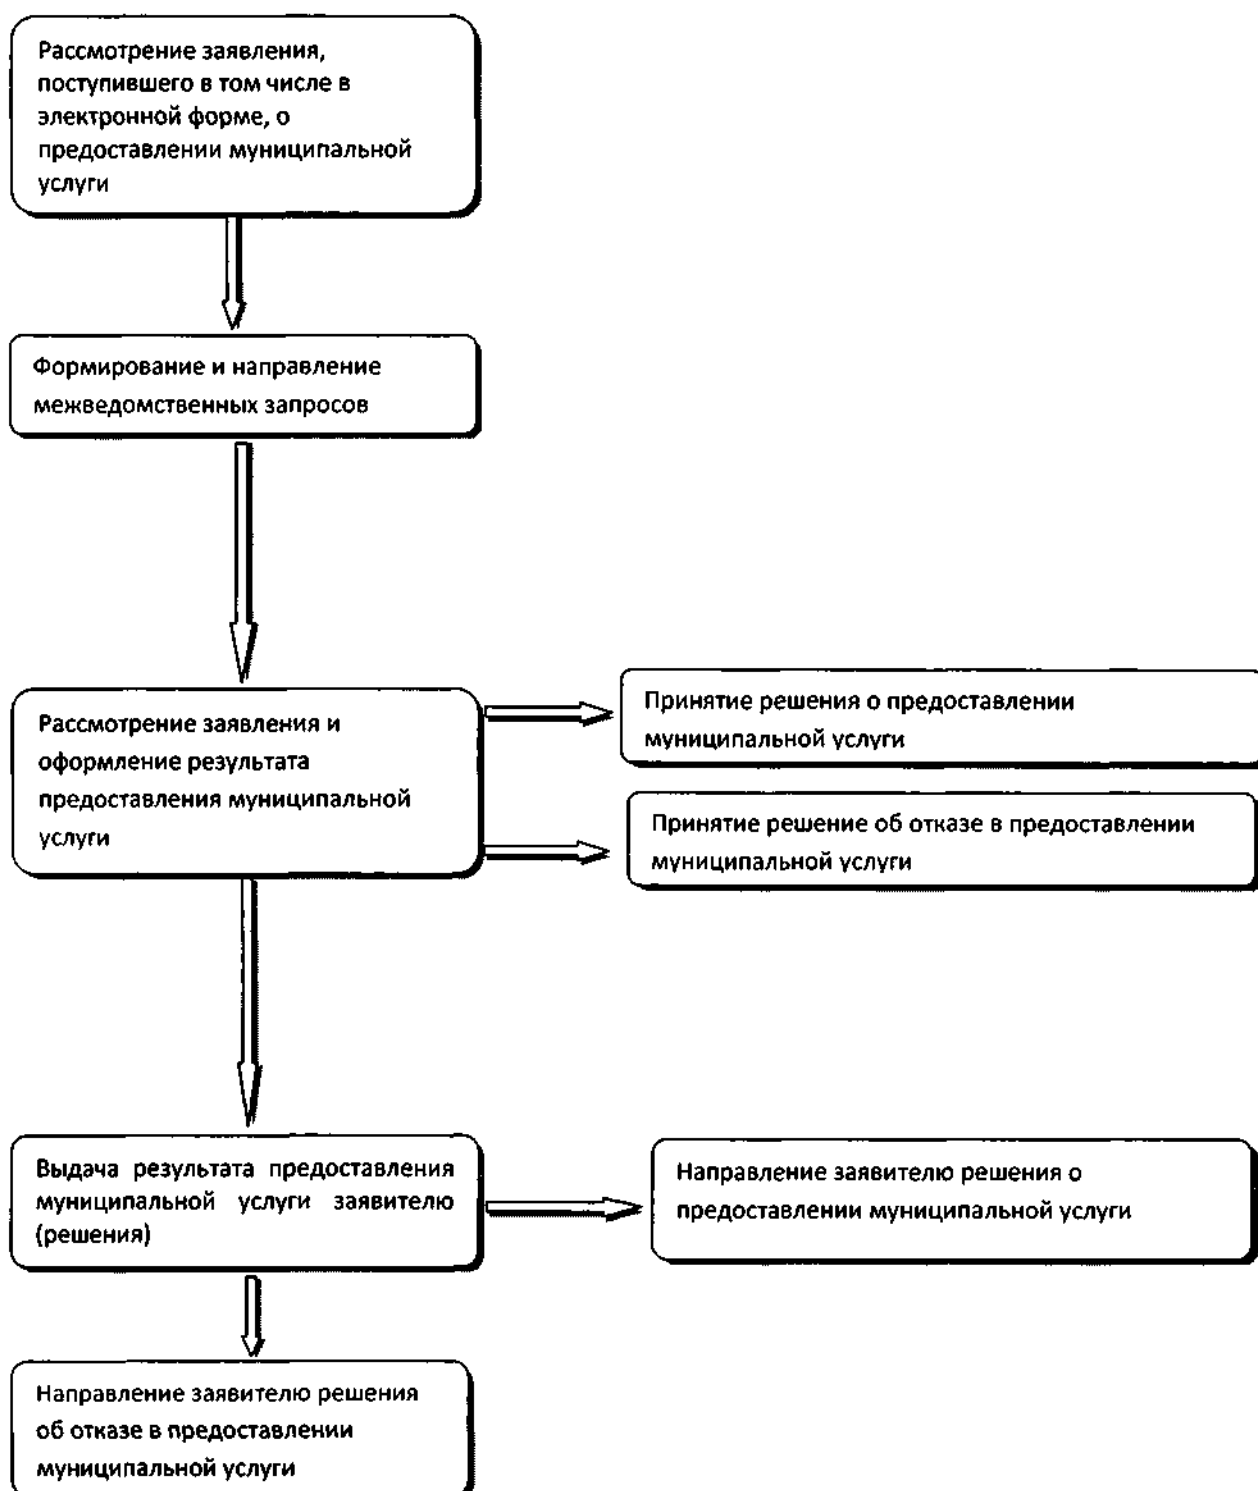 Рассмотрение заявления,
поступившего в том числе в
электронной форме, о
предоставлении муниципальной
услуги
Формирование и направление
межведомственных запросов
Рассмотрение заявления и
оформление результата
предоставления муниципальной
услуги
Принятие решения о предоставлении
муниципальной услуги
Принятие решение об отказе в предоставлении
муниципальной услуги
Выдача результата предоставления
муниципальной услуги заявителю
(решения)
Направление заявителю решения о
предоставлении муниципальной услуги
Направление заявителю решения
об отказе в предоставлении
муниципальной услуги